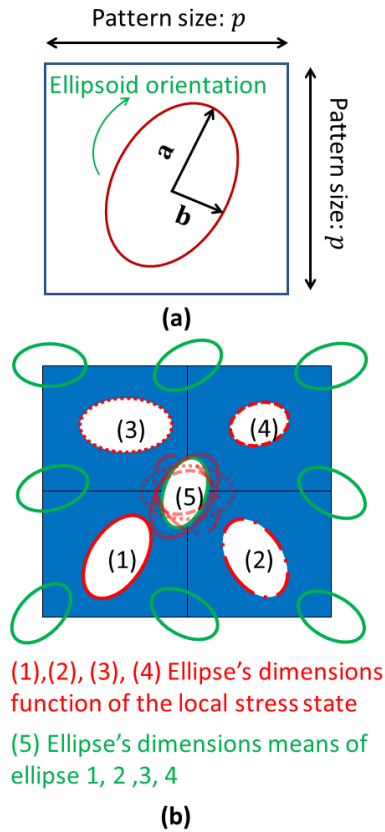 Pattern size: p
Ellipsoid orientation
a
b
Pattern size: p
(a)
(3)
(4)
(5)
(1)
(2)
(1),(2), (3), (4) Ellipse's dimensions
function of the local stress state
(5) Ellipse's dimensions means of
ellipse 1, 2 ,3, 4
(b)